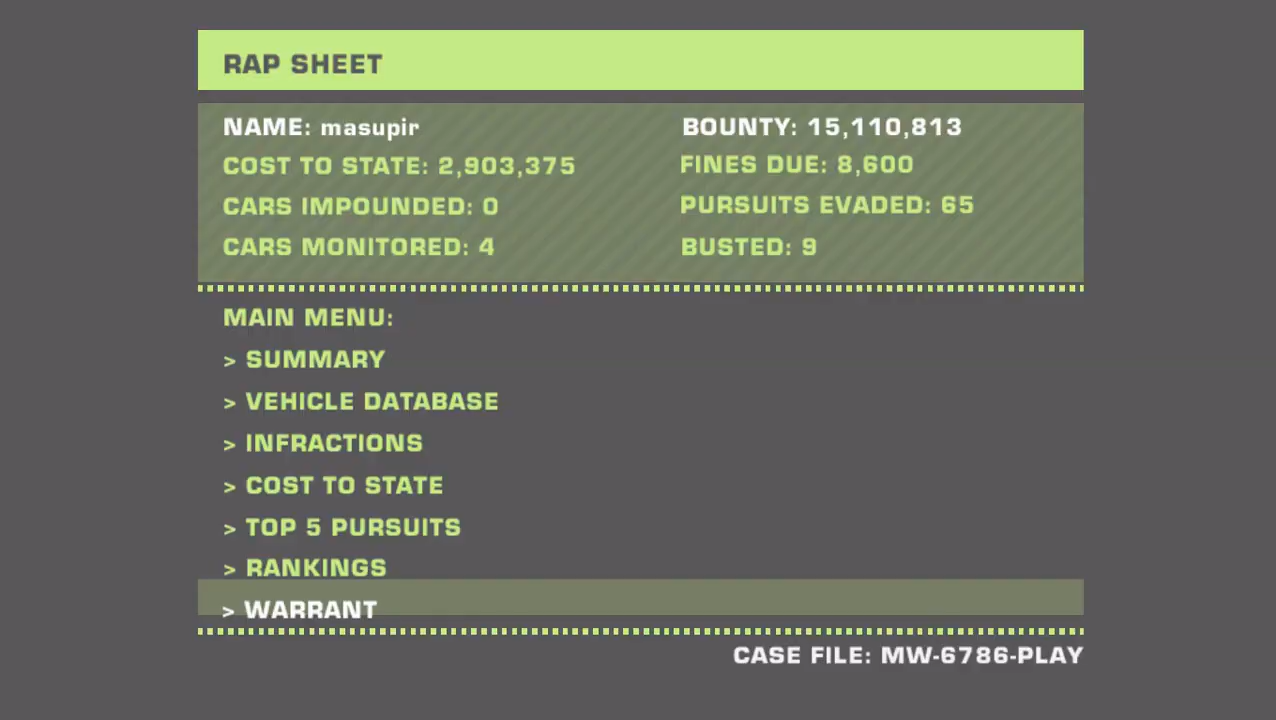 RAP SHEET
NAME: masupir
BOUNTY: 15,110,813
COST TO STATE: 2,903,375
FINES DUE: 8,600
CARS IMPOUNDED: 0
PURSUITS EVADED: 65
CARS MONITORED: 4
BUSTED: 9
MAIN MENU:
> SUMMARY
> VEHICLE DATABASE
> INFRACTIONS
> COST TO STATE
> TOP 5 PURSUITS
> RANKINGS
> WARRANT
CASE FILE: MW-6786-PLAY